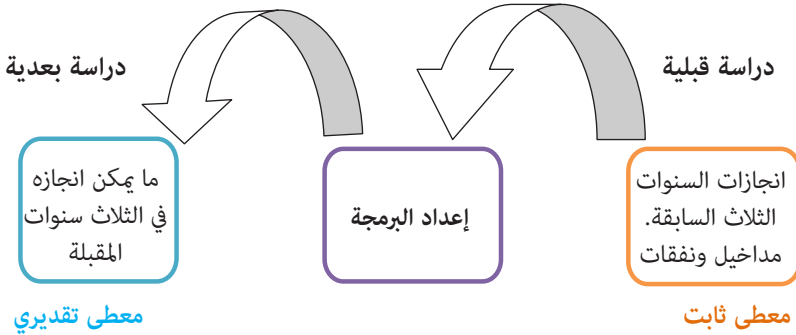 دراسة قبلية
دراسة بعدية
انجازات السنوات
الثلاث السابقة.
مداخيل ونفقات
إعداد البرمجة
ما يمكن انجازه
في الثلاث سنوات
المقبلة
معطى ثابت
معطى تقديري